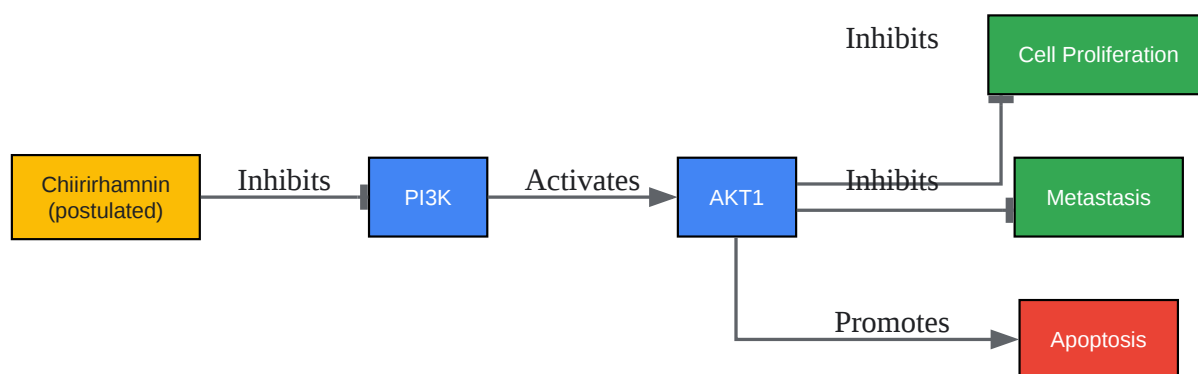 Inhibits
Cell Proliferation
Chiirirhamnin
(postulated)
Inhibits
PI3K
Activates
AKT1
Inhibits
Metastasis
Promotes
Apoptosis